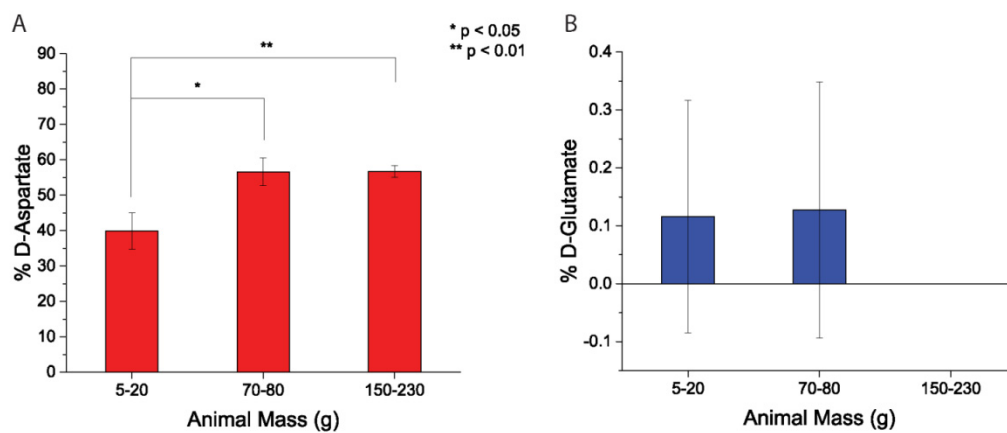 A
* p < 0.05
** p < 0.01
**
*
% D-Aspartate
90
80
70
60
50
40
30
20
10
0
5-20 70-80 150-230
Animal Mass (g)
B
% D-Glutamate
0.4
0.3
0.2
0.1
0.0
-0.1
5-20 70-80 150-230
Animal Mass (g)